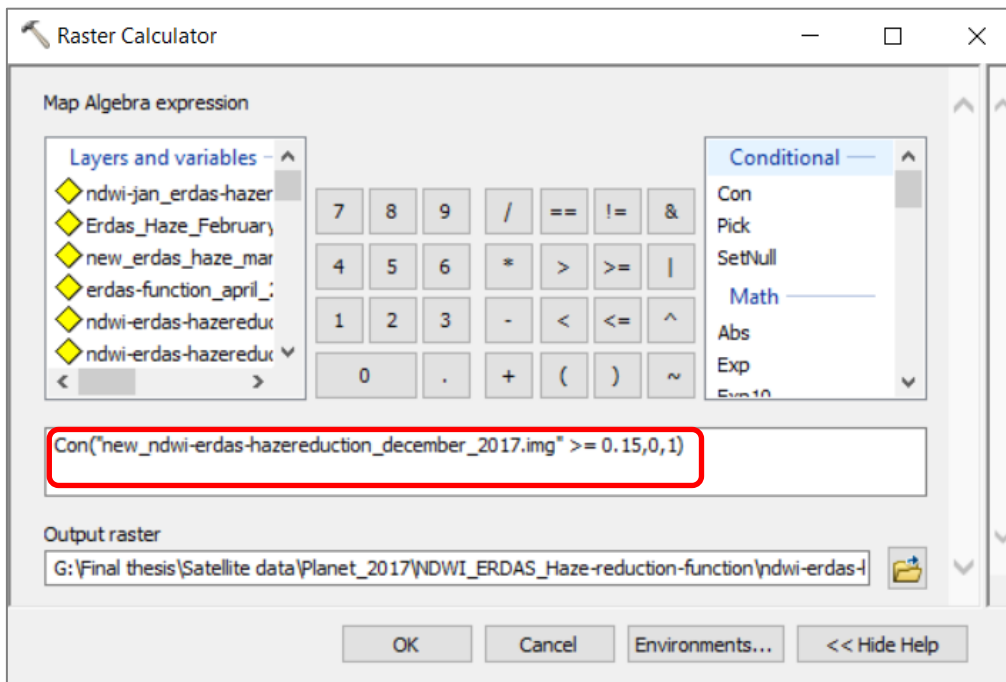 Raster Calculator
Map Algebra expression
Layers and variables
ndwi-jan_erdas-hazer
Erdas_Haze_February
new_erdas_haze_mar
erdas-function_april_2
ndwi-erdas-hazereduc
ndwi-erdas-hazereduc
7 8 9 / == != &
4 5 6 * > >= |
1 2 3 - < <= ^
0 . + ( ) ~
Conditional
Con
Pick
SetNull
Math
Abs
Exp
Exp10
Con("new_ndwi-erdas-hazereduction_december_2017.img" >= 0.15,0,1)
Output raster
G:\Final thesis\Satellite data\Planet_2017\NDWI_ERDAS_Haze-reduction-function\ndwi-erdas-l
OK Cancel Environments... << Hide Help